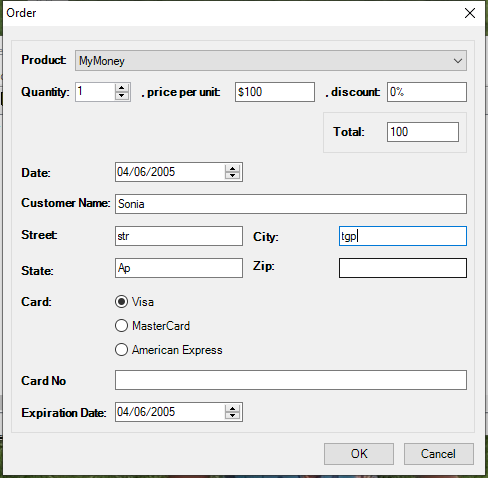 Order
Product: MyMoney
Quantity: 1 , price per unit: $100 , discount: 0%
Total: 100
Date: 04/06/2005
Customer Name: Sonia
Street: str City: tgp
State: Ap Zip:
Card: Visa
MasterCard
American Express
Card No
Expiration Date: 04/06/2005
OK Cancel